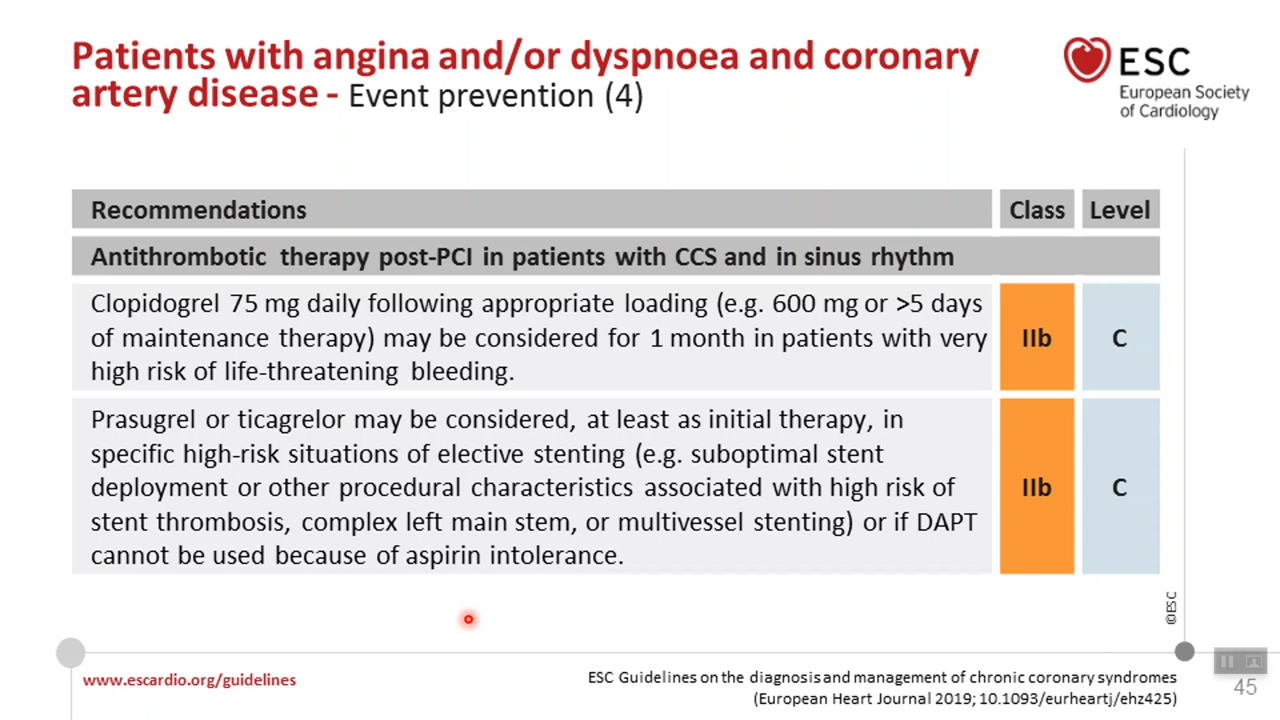 Patients with angina and/or dyspnoea and coronary
artery disease - Event prevention (4)
ESC
European Society
of Cardiology
Recommendations Class Level
Antithrombotic therapy post-PCI in patients with CCS and in sinus rhythm
Clopidogrel 75 mg daily following appropriate loading (e.g. 600 mg or >5 days
of maintenance therapy) may be considered for 1 month in patients with very
high risk of life-threatening bleeding.
IIb C
Prasugrel or ticagrelor may be considered, at least as initial therapy, in
specific high-risk situations of elective stenting (e.g. suboptimal stent
deployment or other procedural characteristics associated with high risk of
stent thrombosis, complex left main stem, or multivessel stenting) or if DAPT
cannot be used because of aspirin intolerance.
IIb C
©ESC
www.escardio.org/guidelines
ESC Guidelines on the diagnosis and management of chronic coronary syndromes
(European Heart Journal 2019; 10.1093/eurheartj/ehz425)
45